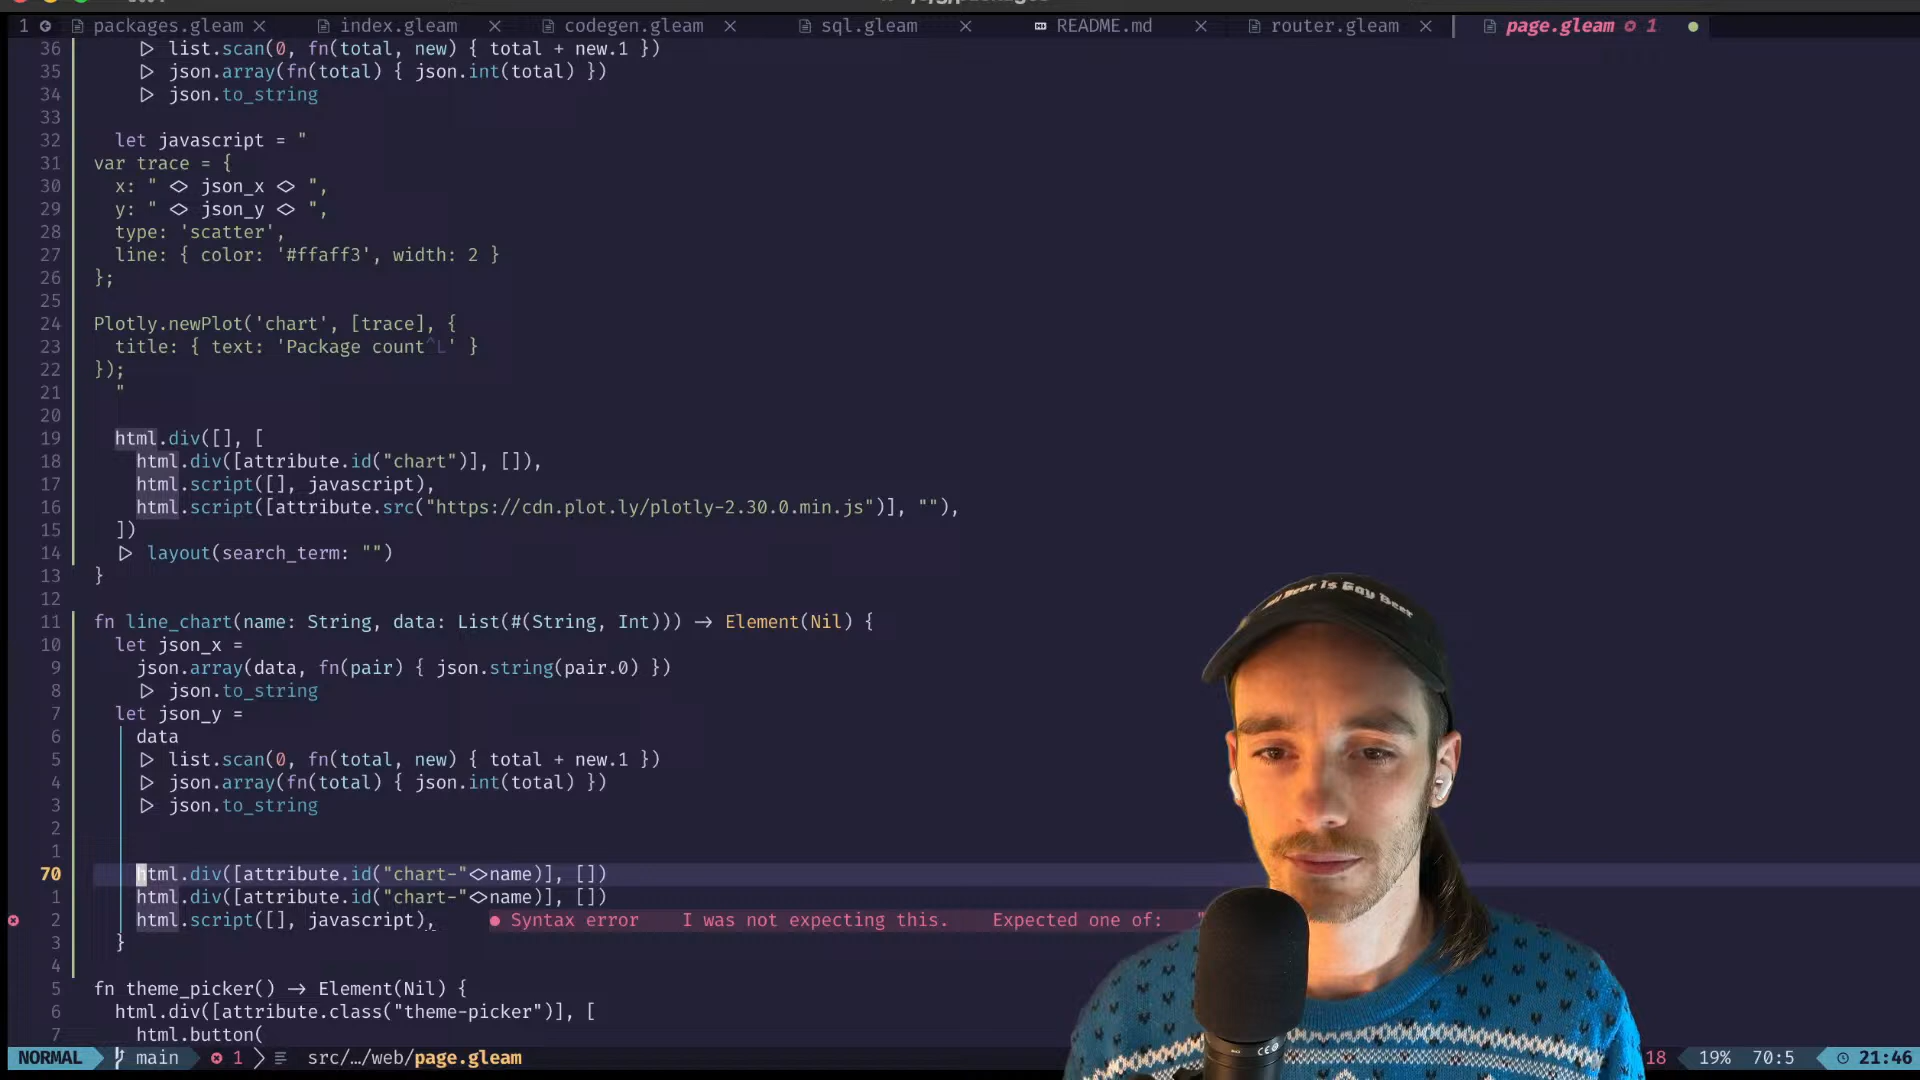 1 packages.gleam index.gleam codegen.gleam sql.gleam README.md router.gleam page.gleam 1
36 ▷ list.scan(0, fn(total, new) { total + new.1 })
35 ▷ json.array(fn(total) { json.int(total) })
34 ▷ json.to_string
33
32 let javascript = "
31 var trace = {
30 x: " <> json_x <> ",
29 y: " <> json_y <> ",
28 type: 'scatter',
27 line: { color: '#ffaff3', width: 2 }
26 };
25
24 Plotly.newPlot('chart', [trace], {
23 title: { text: 'Package count^L' }
22 });
21 "
20
19 html.div([], [
18 html.div([attribute.id("chart")], []),
17 html.script([], javascript),
16 html.script([attribute.src("https://cdn.plot.ly/plotly-2.30.0.min.js")], ""),
15 ])
14 ▷ layout(search_term: "")
13 }
12
11 fn line_chart(name: String, data: List(#(String, Int))) → Element(Nil) {
10 let json_x =
9 json.array(data, fn(pair) { json.string(pair.0) })
8 ▷ json.to_string
7 let json_y =
6 data
5 ▷ list.scan(0, fn(total, new) { total + new.1 })
4 ▷ json.array(fn(total) { json.int(total) })
3 ▷ json.to_string
2
1
70 html.div([attribute.id("chart-"<>name)], [])
1 html.div([attribute.id("chart-"<>name)], [])
2 html.script([], javascript), ● Syntax error I was not expecting this. Expected one of: "
3 }
4
5 fn theme_picker() → Element(Nil) {
6 html.div([attribute.class("theme-picker")], [
7 html.button(
NORMAL main 1 src/…/web/page.gleam 18 19% 70:5 21:46
Beer is Gay Beer